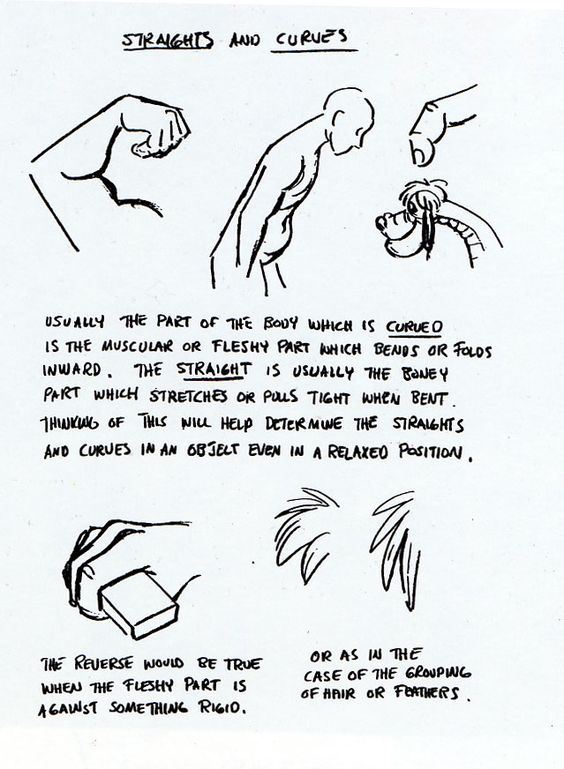 STRAIGHTS AND CURVES
USUALLY THE PART OF THE BODY WHICH IS CURVED
IS THE MUSCULAR OR FLESHY PART WHICH BENDS OR FOLDS
INWARD. THE STRAIGHT IS USUALLY THE BONEY
PART WHICH STRETCHES OR PULLS TIGHT WHEN BENT.
THINKING OF THIS WILL HELP DETERMINE THE STRAIGHTS
AND CURVES IN AN OBJECT EVEN IN A RELAXED POSITION.
THE REVERSE WOULD BE TRUE
WHEN THE FLESHY PART IS
AGAINST SOMETHING RIGID.
OR AS IN THE
CASE OF THE GROUPING
OF HAIR OR FEATHERS.